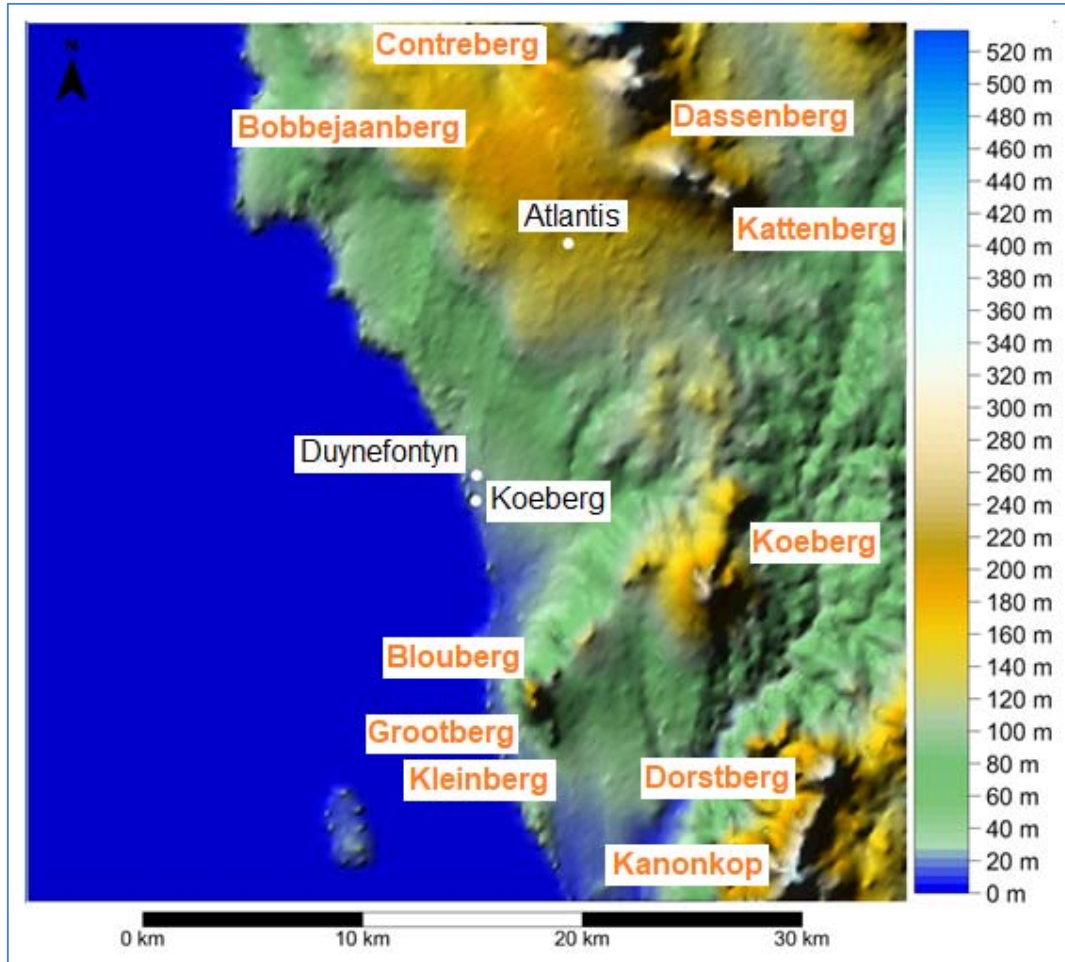 N
Contreberg
Bobbejaanberg
Dassenberg
Atlantis
Kattenberg
Duynefontyn
Koeberg
Koeberg
Blouberg
Grootberg
Kleinberg
Dorstberg
Kanonkop
520 m
500 m
480 m
460 m
440 m
420 m
400 m
380 m
360 m
340 m
320 m
300 m
280 m
260 m
240 m
220 m
200 m
180 m
160 m
140 m
120 m
100 m
80 m
60 m
40 m
20 m
0 m
0 km
10 km
20 km
30 km